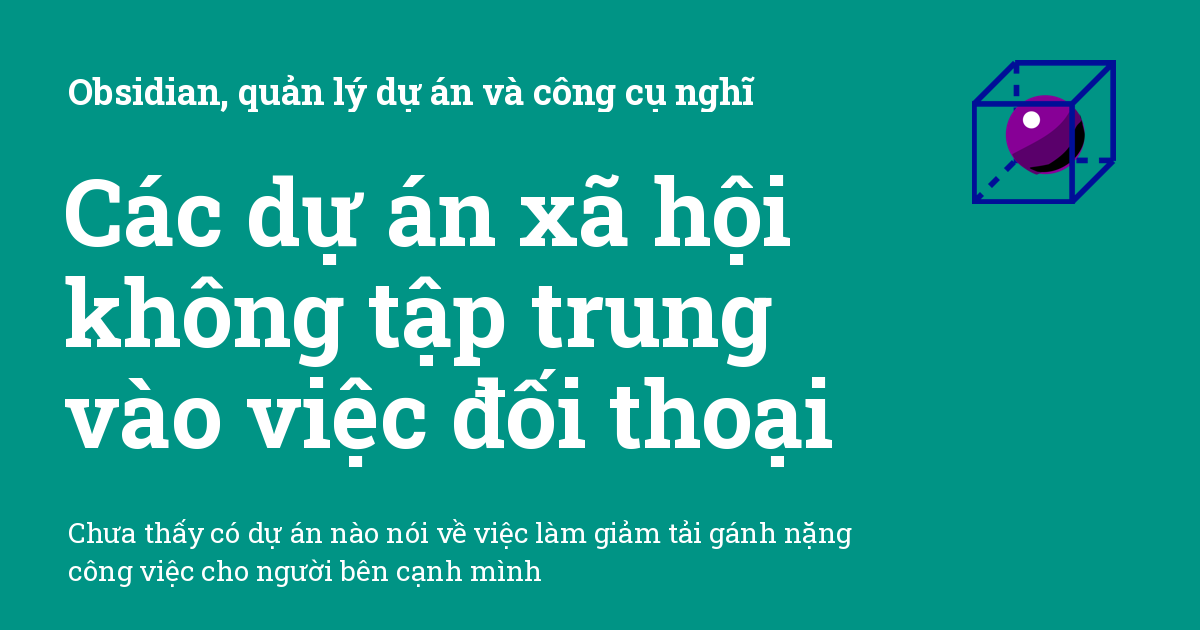 Obsidian, quản lý dự án và công cụ nghĩ
Các dự án xã hội
không tập trung
vào việc đối thoại
Chưa thấy có dự án nào nói về việc làm giảm tải gánh nặng
công việc cho người bên cạnh mình